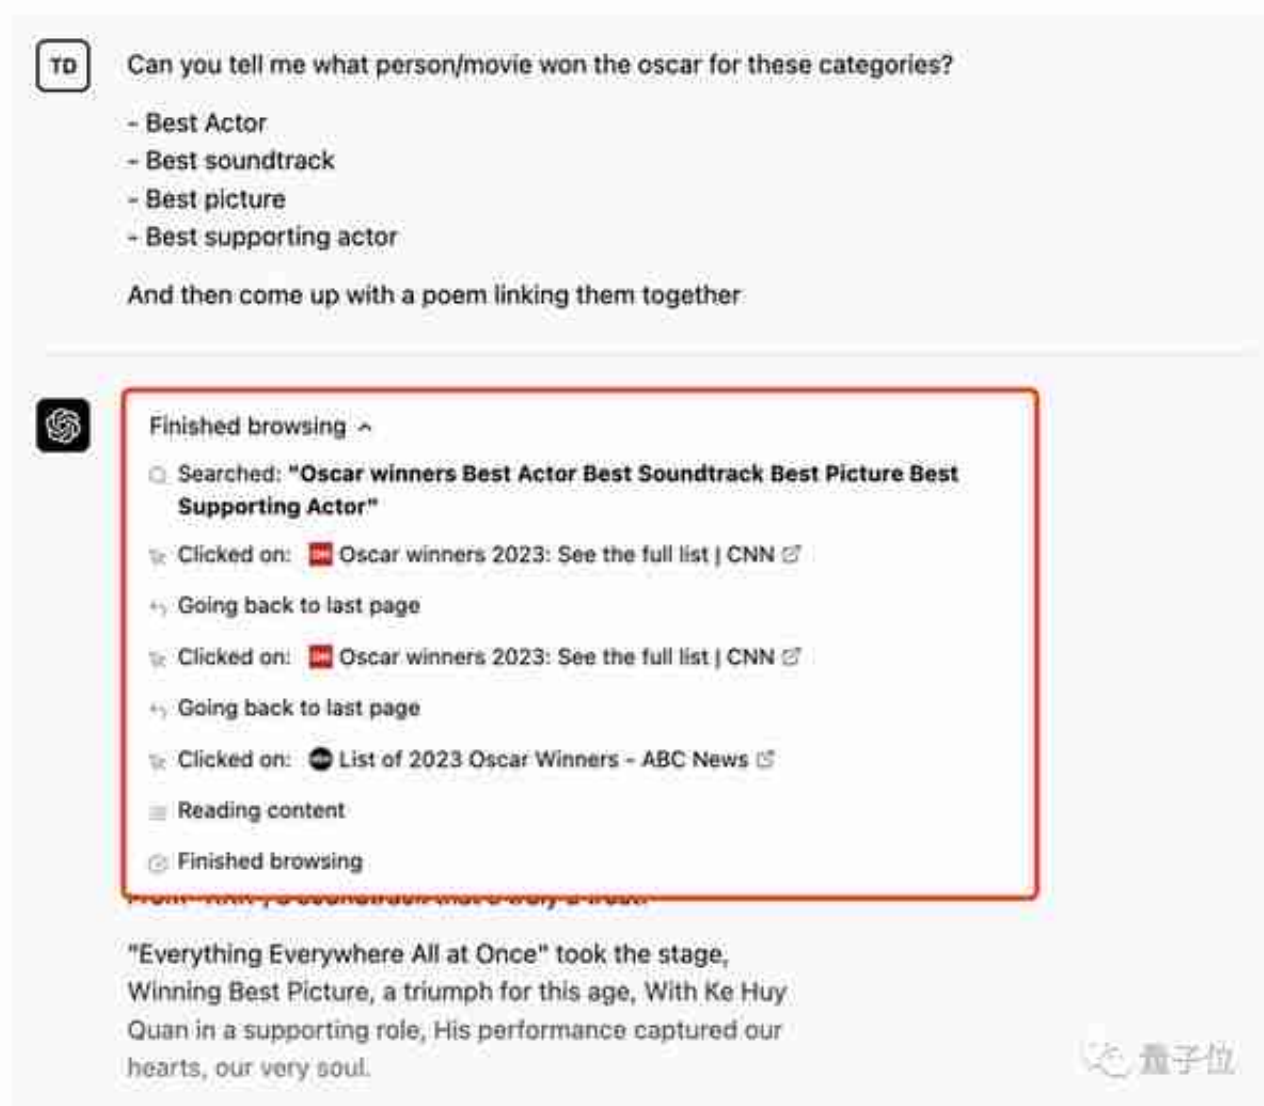 TD
Can you tell me what person/movie won the oscar for these categories?
- Best Actor
- Best soundtrack
- Best picture
- Best supporting actor
And then come up with a poem linking them together
Finished browsing
Searched: "Oscar winners Best Actor Best Soundtrack Best Picture Best
Supporting Actor"
Clicked on: CNN Oscar winners 2023: See the full list | CNN
Going back to last page
Clicked on: CNN Oscar winners 2023: See the full list | CNN
Going back to last page
Clicked on: List of 2023 Oscar Winners - ABC News
Reading content
Finished browsing
"Everything Everywhere All at Once" took the stage,
Winning Best Picture, a triumph for this age, With Ke Huy
Quan in a supporting role, His performance captured our
hearts, our very soul.
量子位